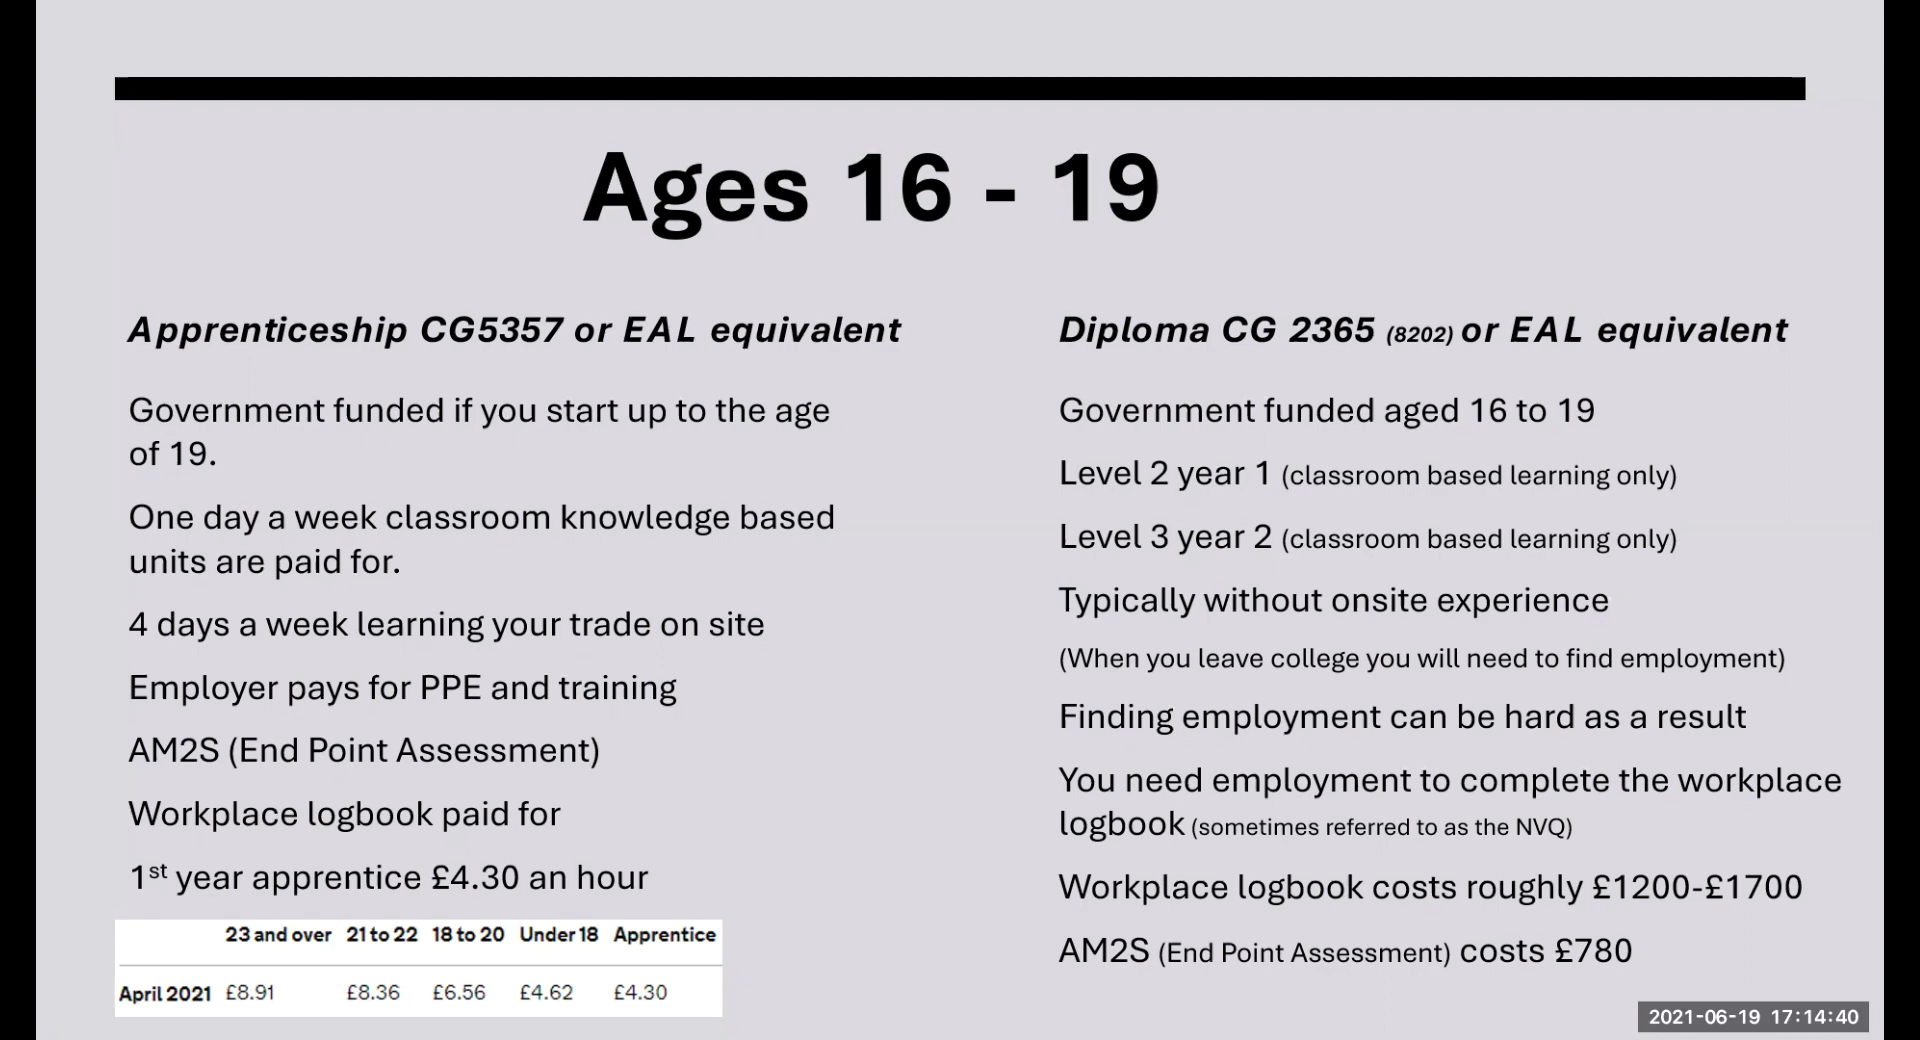 Ages 16 - 19
Apprenticeship CG5357 or EAL equivalent
Government funded if you start up to the age
of 19.
One day a week classroom knowledge based
units are paid for.
4 days a week learning your trade on site
Employer pays for PPE and training
AM2S (End Point Assessment)
Workplace logbook paid for
1st year apprentice £4.30 an hour
23 and over 21 to 22 18 to 20 Under 18 Apprentice
April 2021 £8.91 £8.36 £6.56 £4.62 £4.30
Diploma CG 2365 (8202) or EAL equivalent
Government funded aged 16 to 19
Level 2 year 1 (classroom based learning only)
Level 3 year 2 (classroom based learning only)
Typically without onsite experience
(When you leave college you will need to find employment)
Finding employment can be hard as a result
You need employment to complete the workplace
logbook (sometimes referred to as the NVQ)
Workplace logbook costs roughly £1200-£1700
AM2S (End Point Assessment) costs £780
2021-06-19 17:14:40